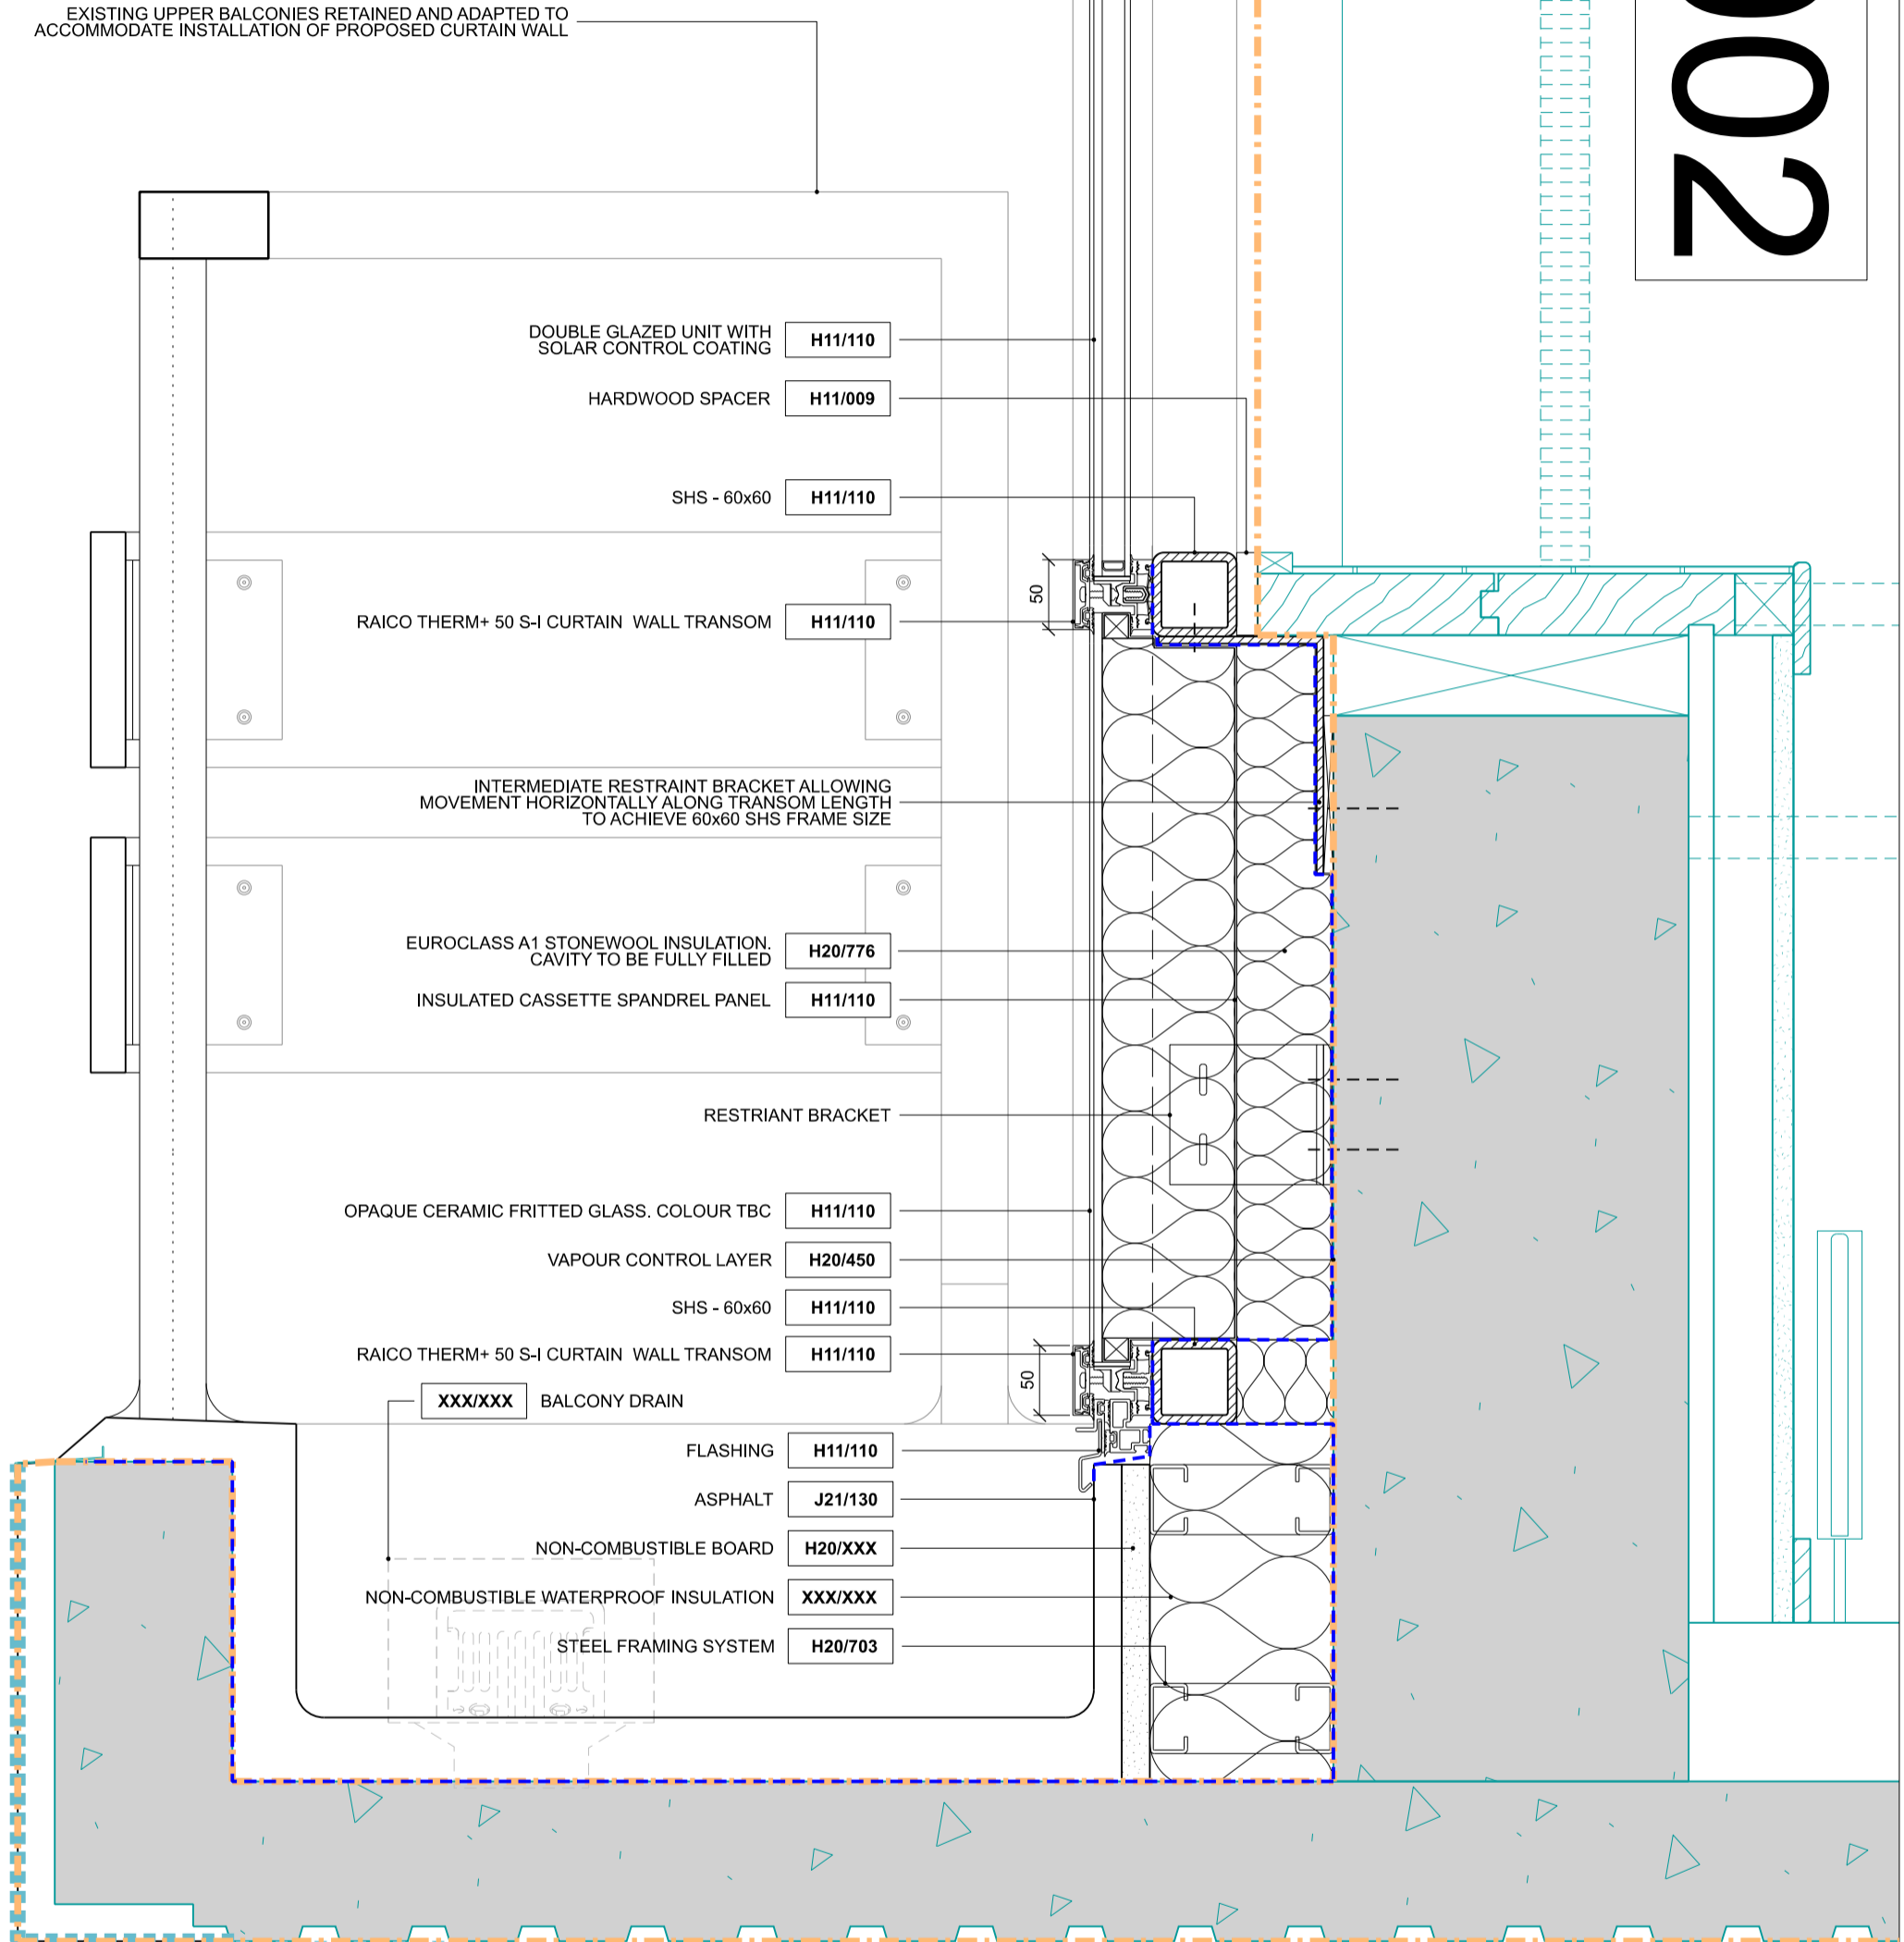 EXISTING UPPER BALCONIES RETAINED AND ADAPTED TO
ACCOMMODATE INSTALLATION OF PROPOSED CURTAIN WALL
002
DOUBLE GLAZED UNIT WITH
SOLAR CONTROL COATING
H11/110
HARDWOOD SPACER
H11/009
SHS - 60x60
H11/110
50
RAICO THERM+ 50 S-I CURTAIN WALL TRANSOM
H11/110
INTERMEDIATE RESTRAINT BRACKET ALLOWING
MOVEMENT HORIZONTALLY ALONG TRANSOM LENGTH
TO ACHIEVE 60x60 SHS FRAME SIZE
EUROCLASS A1 STONEWOOL INSULATION.
CAVITY TO BE FULLY FILLED
H20/776
INSULATED CASSETTE SPANDREL PANEL
H11/110
RESTRIANT BRACKET
OPAQUE CERAMIC FRITTED GLASS. COLOUR TBC
H11/110
VAPOUR CONTROL LAYER
H20/450
SHS - 60x60
H11/110
RAICO THERM+ 50 S-I CURTAIN WALL TRANSOM
H11/110
50
XXX/XXX
BALCONY DRAIN
FLASHING
H11/110
ASPHALT
J21/130
NON-COMBUSTIBLE BOARD
H20/XXX
NON-COMBUSTIBLE WATERPROOF INSULATION
XXX/XXX
STEEL FRAMING SYSTEM
H20/703